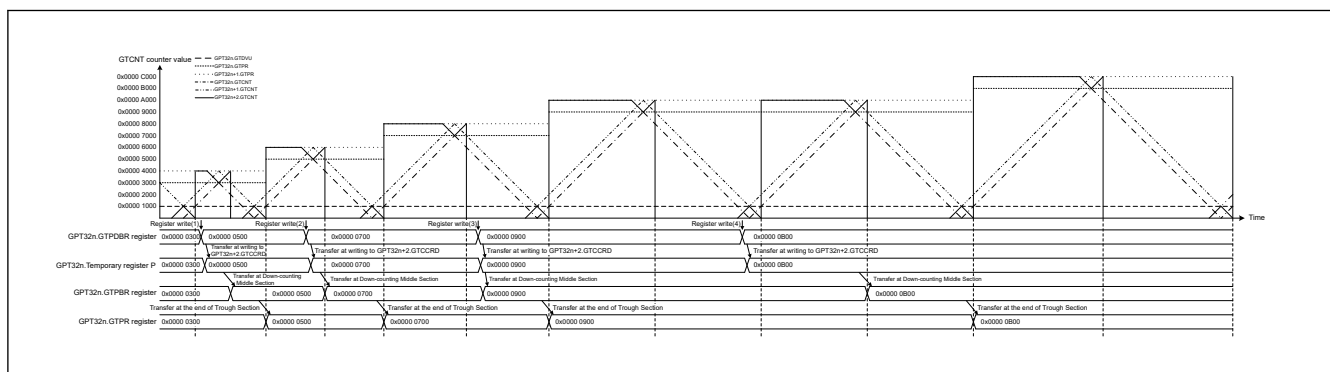 GTCNT counter value
GPT32n.GTDVU
GPT32n.GTPR
GPT32n+1.GTPR
GPT32n.GTCNT
GPT32n+1.GTCNT
GPT32n+2.GTCNT
0x0000 C000
0x0000 B000
0x0000 A000
0x0000 9000
0x0000 8000
0x0000 7000
0x0000 6000
0x0000 5000
0x0000 4000
0x0000 3000
0x0000 2000
0x0000 1000
Time
Register write(1) Register write(2) Register write(3) Register write(4)
GPT32n.GTPDBR register 0x0000 0300 0x0000 0500 0x0000 0700 0x0000 0900 0x0000 0B00
Transfer at writing to
GPT32n+2.GTCCRD
Transfer at writing to GPT32n+2.GTCCRD Transfer at writing to GPT32n+2.GTCCRD Transfer at writing to GPT32n+2.GTCCRD
GPT32n.Temporary register P 0x0000 0300 0x0000 0500 0x0000 0700 0x0000 0900 0x0000 0B00
Transfer at Down-counting
Middle Section
Transfer at Down-counting Middle Section Transfer at Down-counting Middle Section Transfer at Down-counting Middle Section
GPT32n.GTPBR register 0x0000 0300 0x0000 0500 0x0000 0700 0x0000 0900 0x0000 0B00
Transfer at the end of Trough Section Transfer at the end of Trough Section Transfer at the end of Trough Section Transfer at the end of Trough Section
GPT32n.GTPR register 0x0000 0300 0x0000 0500 0x0000 0700 0x0000 0900 0x0000 0B00